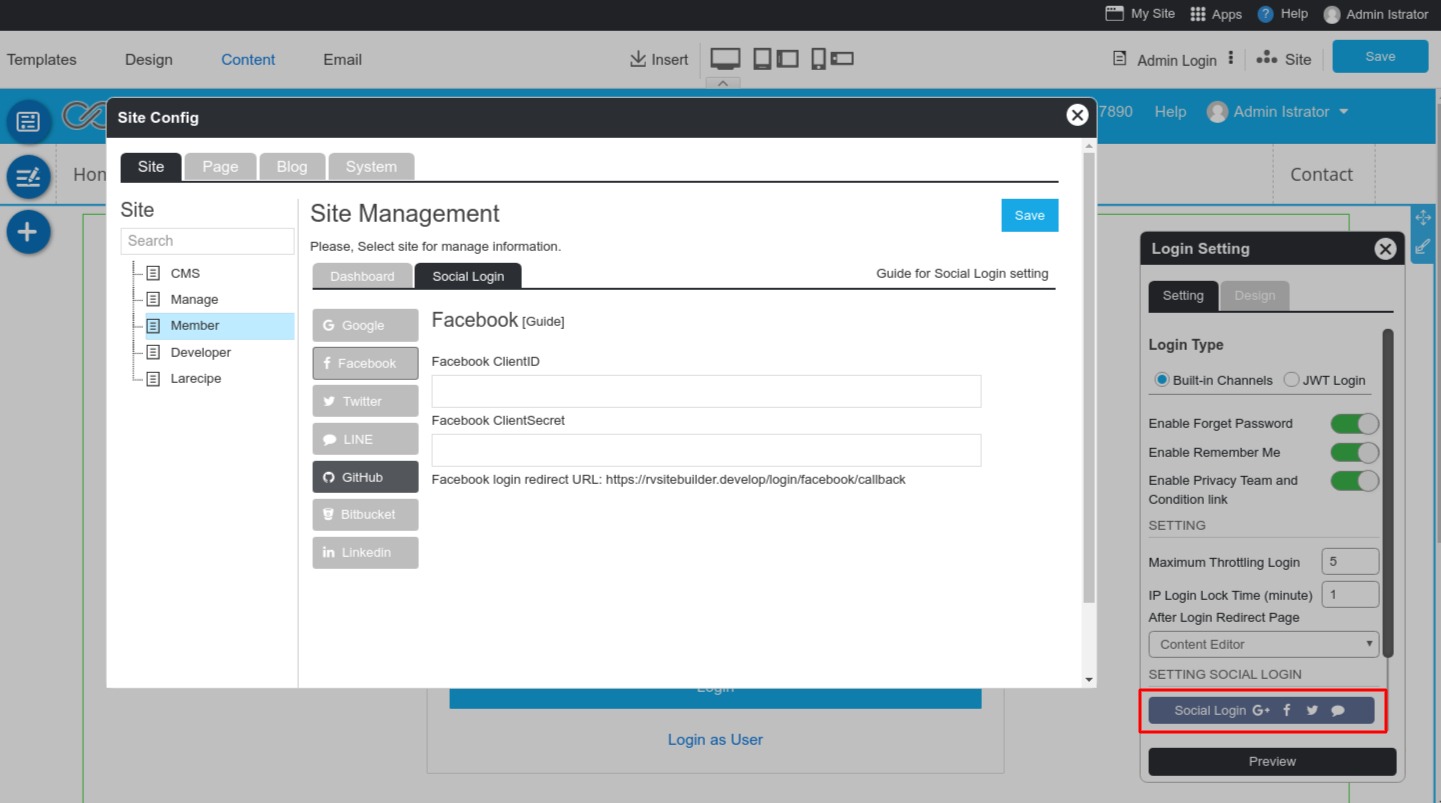 My Site Apps Help Admin Istrator
Templates Design Content Email Insert Admin Login Site Save
7890 Help Admin Istrator
Hon
Contact
Site Config
Site Page Blog System
Site
Search
CMS
Manage
Member
Developer
Larecipe
Site Management
Save
Please, Select site for manage information.
Dashboard Social Login
Guide for Social Login setting
Google
Facebook
Twitter
LINE
GitHub
Bitbucket
Linkedin
Facebook [Guide]
Facebook ClientID
Facebook ClientSecret
Facebook login redirect URL: https://rvsitebuilder.develop/login/facebook/callback
Login
Login as User
Login Setting
Setting Design
Login Type
Built-in Channels JWT Login
Enable Forget Password
Enable Remember Me
Enable Privacy Team and
Condition link
SETTING
Maximum Throttling Login 5
IP Login Lock Time (minute) 1
After Login Redirect Page
Content Editor
SETTING SOCIAL LOGIN
Social Login G+
Preview